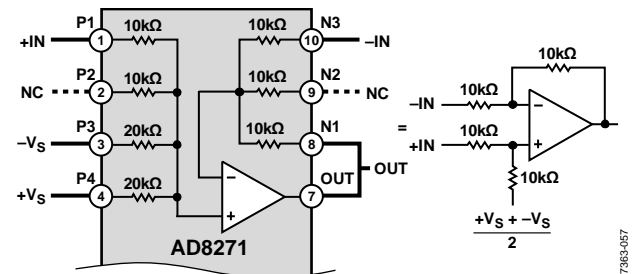 P1
10kΩ
10kΩ
N3
+IN
1
10
–IN
P2
10kΩ
10kΩ
N2
NC
2
9
NC
P3
20kΩ
10kΩ
N1
–VS
3
8
P4
20kΩ
OUT
OUT
+VS
4
–
+
7
AD8271
=
10kΩ
–IN
10kΩ
–
+IN
10kΩ
+
10kΩ
+VS + –VS
2
7363-057